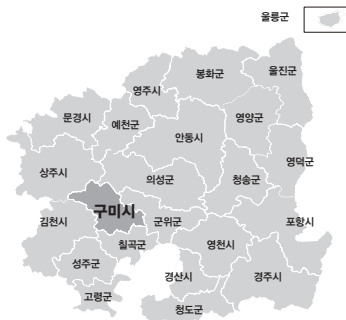 울릉군
봉화군
울진군
영주시
문경시
예천군
영양군
안동시
영덕군
상주시
의성군
청송군
구미시
김천시
군위군
포항시
칠곡군
영천시
성주군
경산시
경주시
고령군
청도군